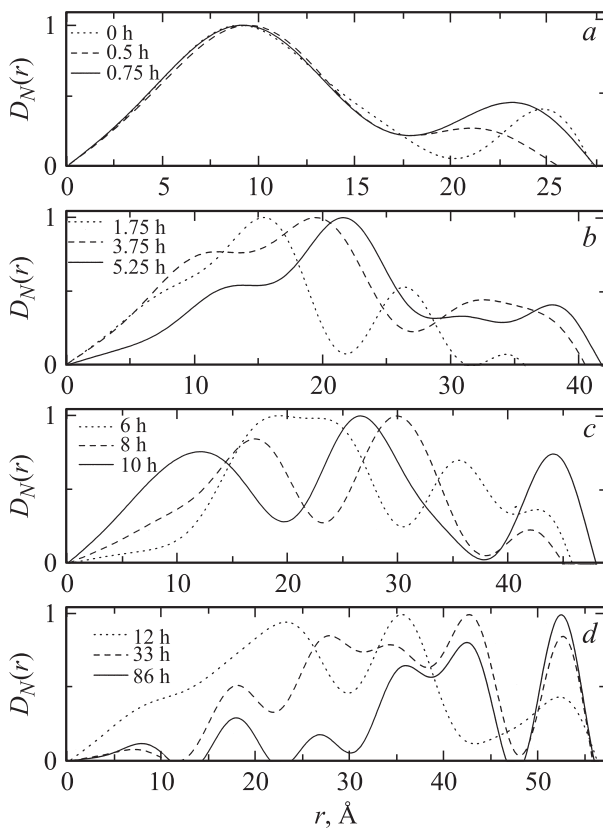 1
a
0 h
0.5 h
0.75 h
D_N(r)
0
0 5 10 15 20 25
1
b
1.75 h
3.75 h
5.25 h
D_N(r)
0
0 10 20 30 40
1
c
6 h
8 h
10 h
D_N(r)
0
0 10 20 30 40
1
d
12 h
33 h
86 h
D_N(r)
0
0 10 20 30 40 50
r, Å